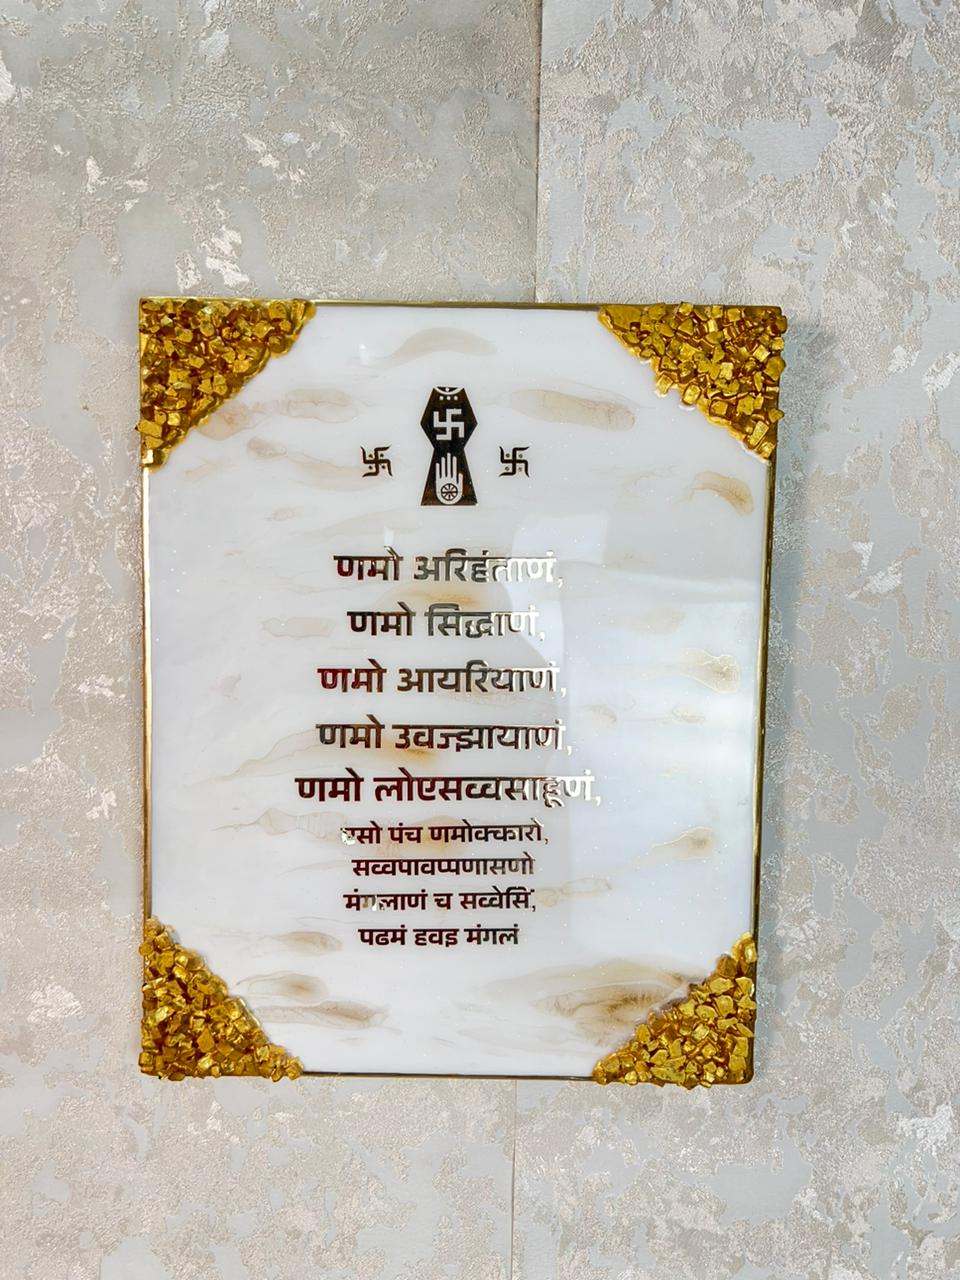 णमो अरिहंताणं,
णमो सिद्धाणं,
णमो आयरियाणं,
णमो उवज्झायाणं,
णमो लोएसव्वसाहूणं,
एसो पंच णमोक्कारो,
सव्वपावप्पणासणो
मंगलाणं च सव्वेसिं,
पढमं हवइ मंगलं